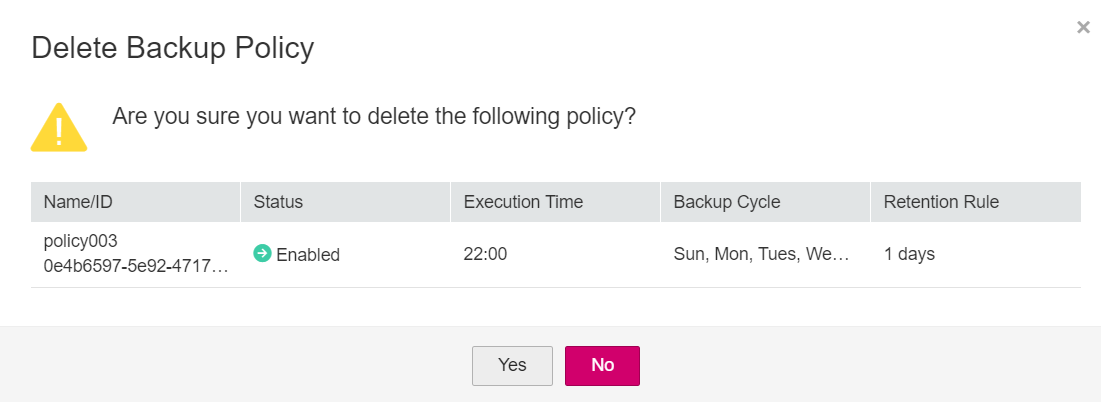 ×
Delete Backup Policy
Are you sure you want to delete the following policy?
Name/ID Status Execution Time Backup Cycle Retention Rule
policy003
0e4b6597-5e92-4717... Enabled 22:00 Sun, Mon, Tues, We... 1 days
Yes No